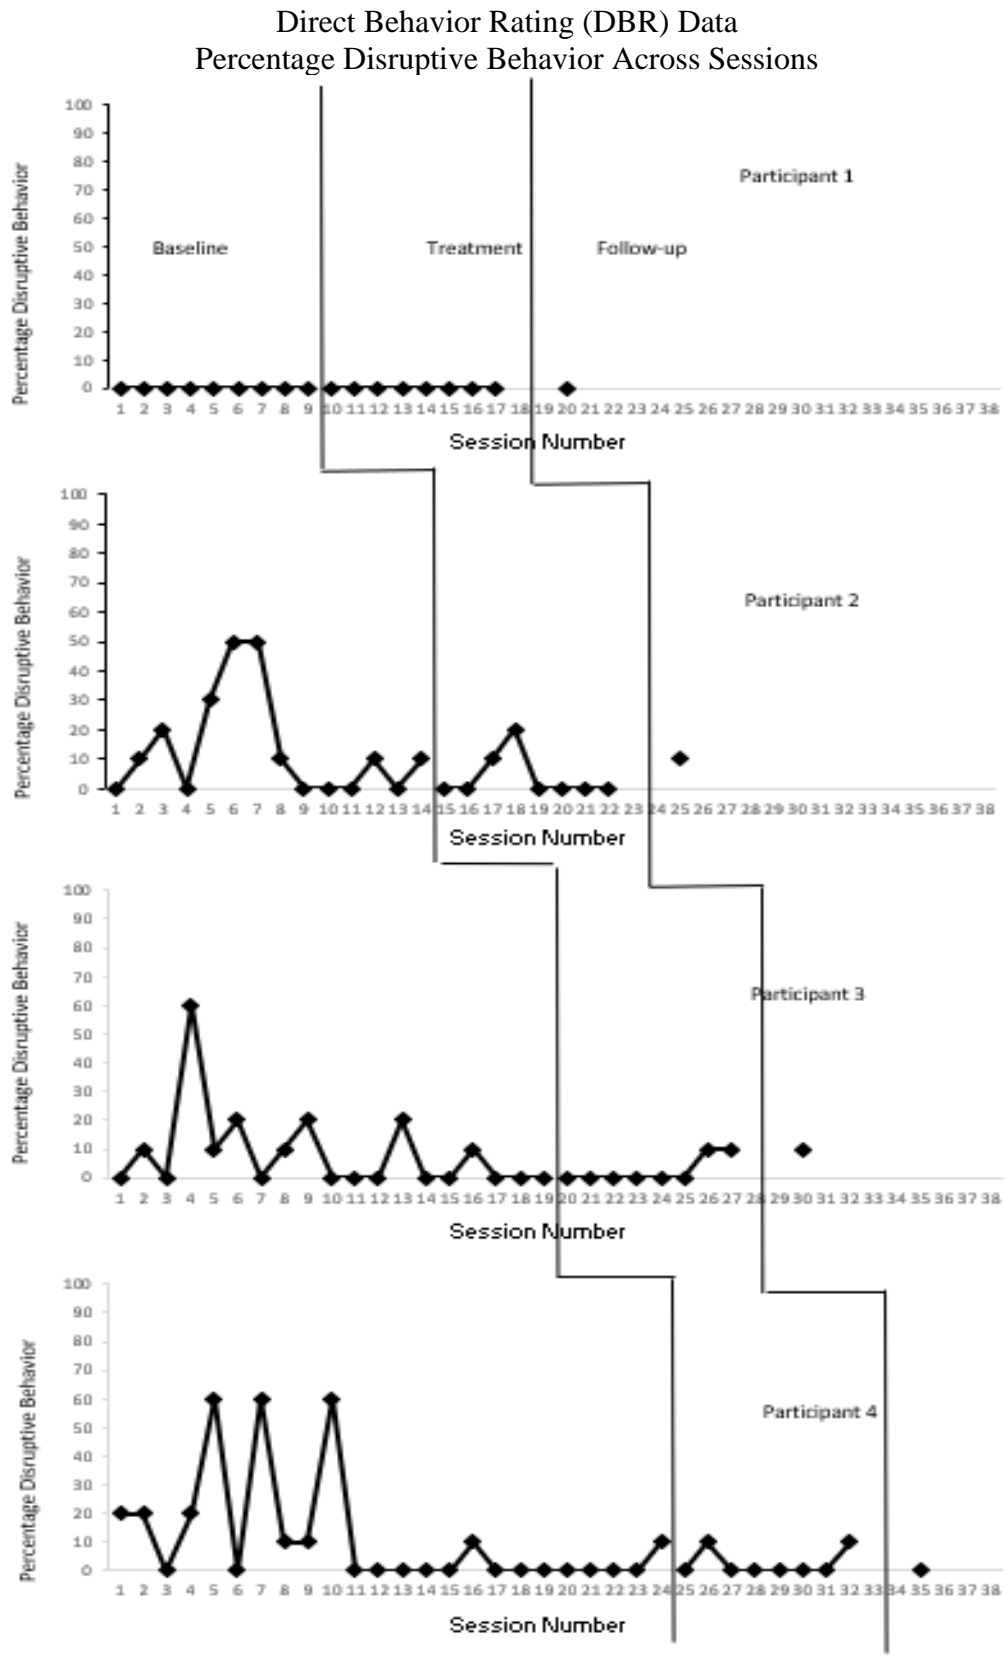 Direct Behavior Rating (DBR) Data
Percentage Disruptive Behavior Across Sessions
Percentage Disruptive Behavior
100
90
80
70
60
50
40
30
20
10
0
Participant 1
Baseline Treatment Follow-up
1 2 3 4 5 6 7 8 9 10 11 12 13 14 15 16 17 18 19 20 21 22 23 24 25 26 27 28 29 30 31 32 33 34 35 36 37 38
Session Number
Percentage Disruptive Behavior
100
90
80
70
60
50
40
30
20
10
0
Participant 2
1 2 3 4 5 6 7 8 9 10 11 12 13 14 15 16 17 18 19 20 21 22 23 24 25 26 27 28 29 30 31 32 33 34 35 36 37 38
Session Number
Percentage Disruptive Behavior
100
90
80
70
60
50
40
30
20
10
0
Participant 3
1 2 3 4 5 6 7 8 9 10 11 12 13 14 15 16 17 18 19 20 21 22 23 24 25 26 27 28 29 30 31 32 33 34 35 36 37 38
Session Number
Percentage Disruptive Behavior
100
90
80
70
60
50
40
30
20
10
0
Participant 4
1 2 3 4 5 6 7 8 9 10 11 12 13 14 15 16 17 18 19 20 21 22 23 24 25 26 27 28 29 30 31 32 33 34 35 36 37 38
Session Number